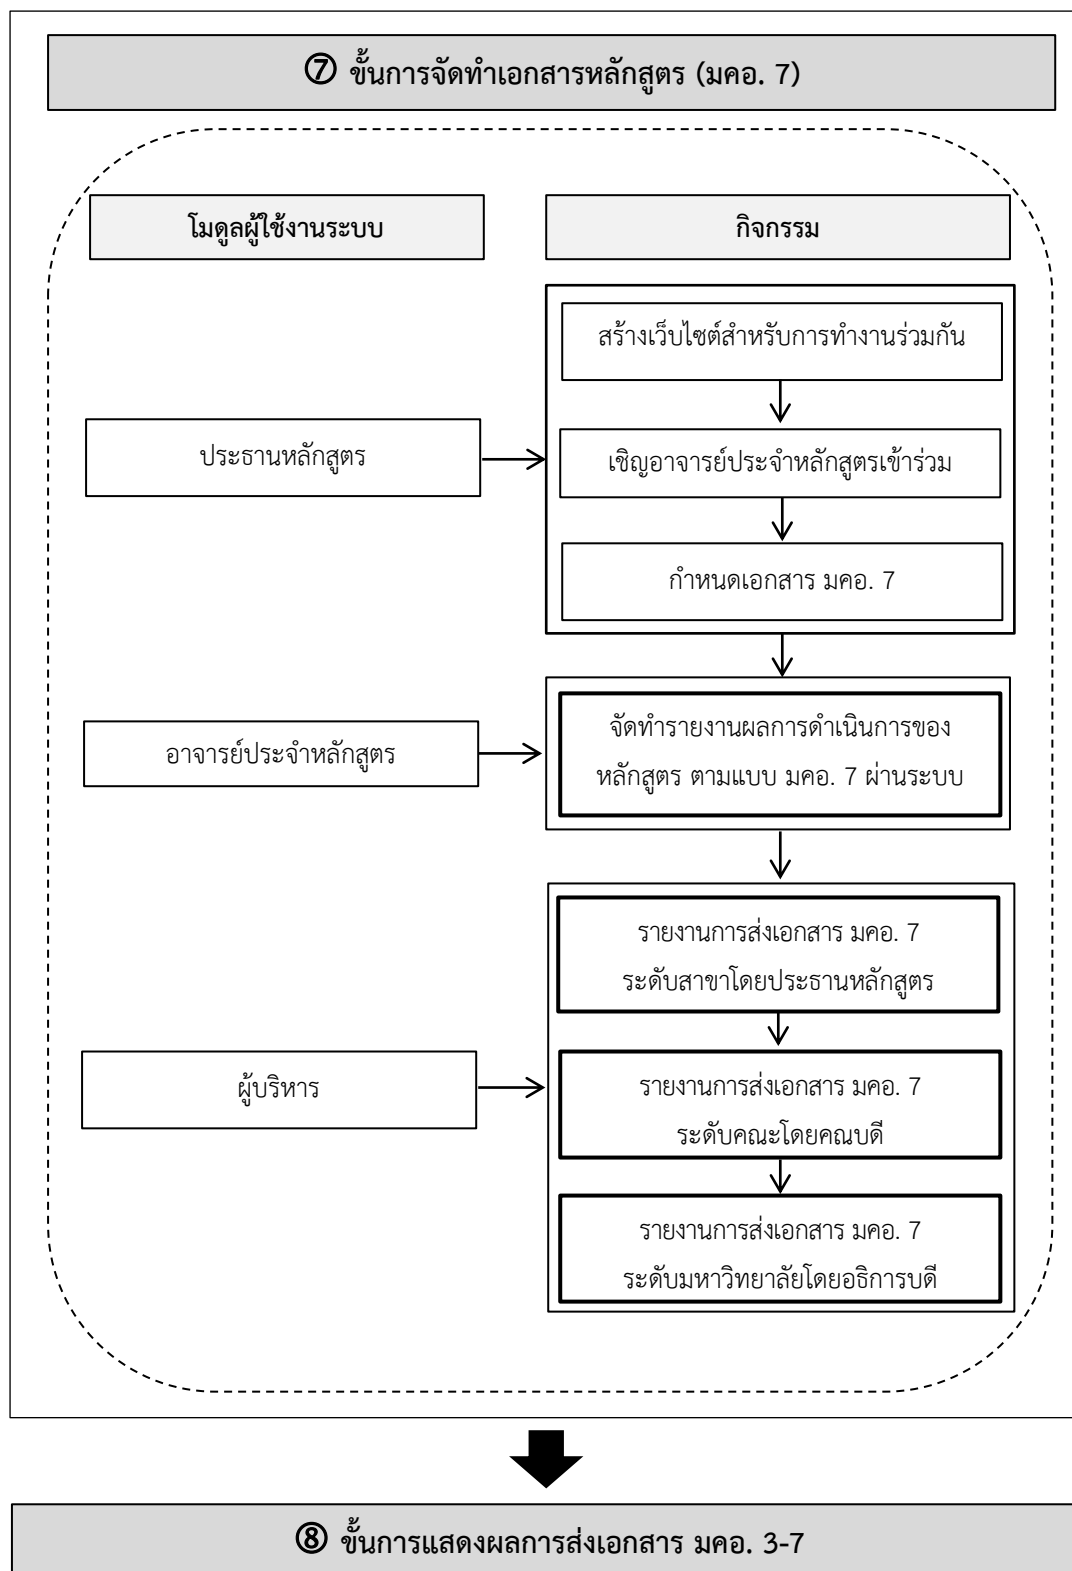 ⑦ ขั้นการจัดทำเอกสารหลักสูตร (มคอ. 7)
โมดูลผู้ใช้งานระบบ
กิจกรรม
สร้างเว็บไซต์สำหรับการทำงานร่วมกัน
ประธานหลักสูตร
เชิญอาจารย์ประจำหลักสูตรเข้าร่วม
กำหนดเอกสาร มคอ. 7
อาจารย์ประจำหลักสูตร
จัดทำรายงานผลการดำเนินการของ
หลักสูตร ตามแบบ มคอ. 7 ผ่านระบบ
รายงานการส่งเอกสาร มคอ. 7
ระดับสาขาโดยประธานหลักสูตร
ผู้บริหาร
รายงานการส่งเอกสาร มคอ. 7
ระดับคณะโดยคณบดี
รายงานการส่งเอกสาร มคอ. 7
ระดับมหาวิทยาลัยโดยอธิการบดี
⑧ ขั้นการแสดงผลการส่งเอกสาร มคอ. 3-7